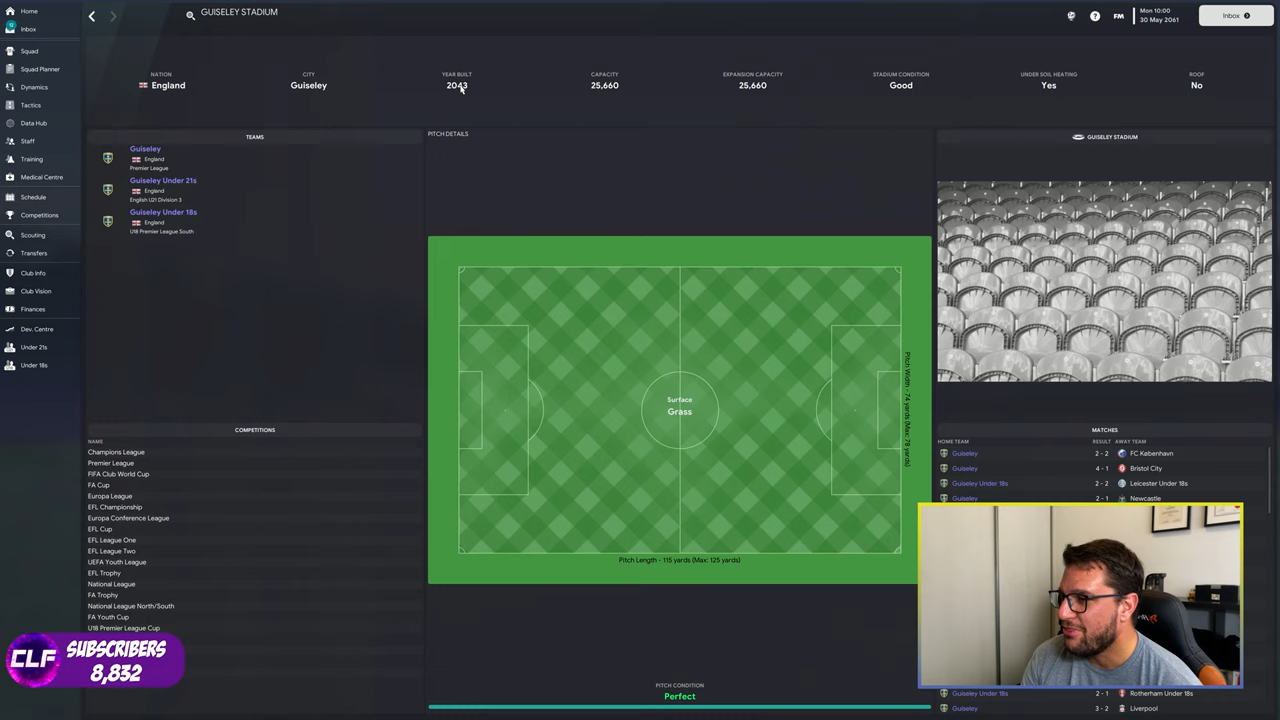 GUISELEY STADIUM
FM
Mon 10:00
30 May 2061
Inbox
Home
12
Inbox
Squad
Squad Planner
Dynamics
Tactics
Data Hub
Staff
Training
Medical Centre
Schedule
Competitions
Scouting
Transfers
Club Info
Club Vision
Finances
Dev. Centre
Under 21s
Under 18s
NATION
England
CITY
Guiseley
YEAR BUILT
2043
CAPACITY
25,660
EXPANSION CAPACITY
25,660
STADIUM CONDITION
Good
UNDER SOIL HEATING
Yes
ROOF
No
TEAMS
Guiseley
England
Premier League
Guiseley Under 21s
England
English U21 Division 3
Guiseley Under 18s
England
U18 Premier League South
COMPETITIONS
NAME
Champions League
Premier League
FIFA Club World Cup
FA Cup
Europa League
EFL Championship
Europa Conference League
EFL Cup
EFL League One
EFL League Two
UEFA Youth League
EFL Trophy
National League
FA Trophy
National League North/South
FA Youth Cup
U18 Premier League Cup
CLF
SUBSCRIBERS
8,832
PITCH DETAILS
Surface
Grass
Pitch Width - 74 yards (Max: 78 yards)
Pitch Length - 115 yards (Max: 125 yards)
PITCH CONDITION
Perfect
GUISELEY STADIUM
MATCHES
HOME TEAM RESULT AWAY TEAM
Guiseley 2 - 2 FC København
Guiseley 4 - 1 Bristol City
Guiseley Under 18s 2 - 2 Leicester Under 18s
Guiseley 2 - 1 Newcastle
Guiseley Under 18s 2 - 1 Rotherham Under 18s
Guiseley 3 - 2 Liverpool